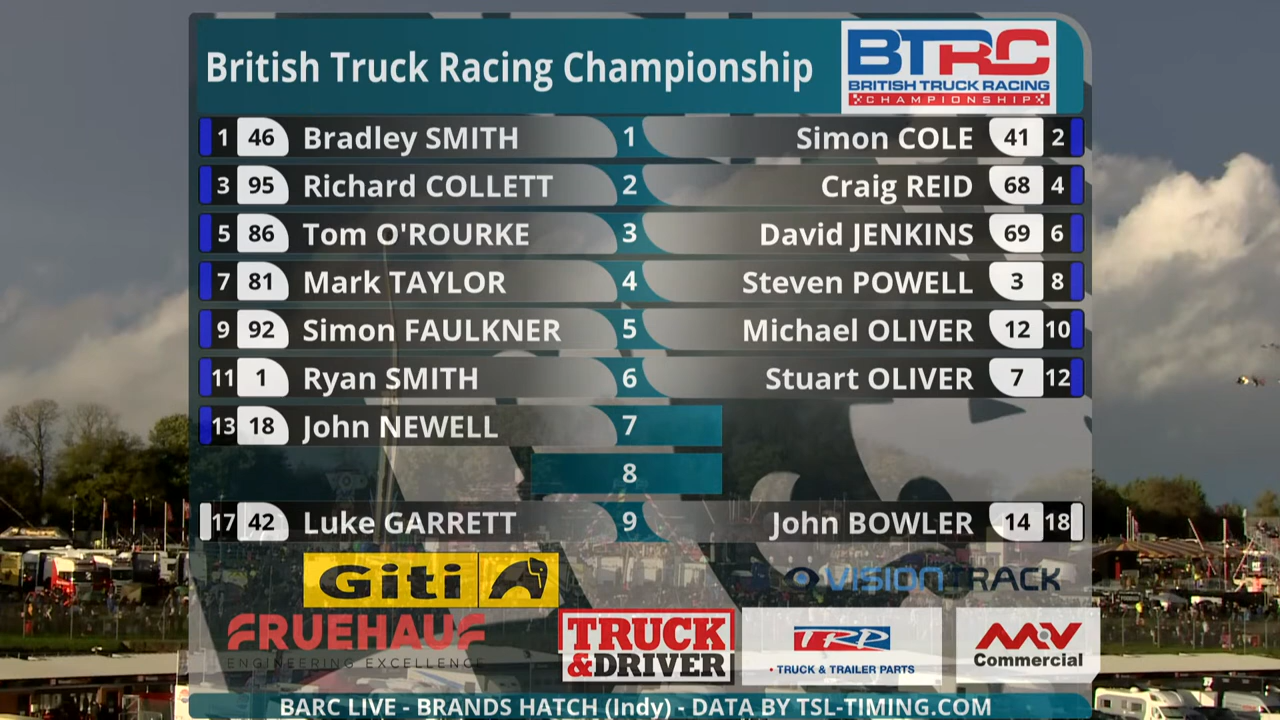 British Truck Racing Championship
BTRC
BRITISH TRUCK RACING
CHAMPIONSHIP
1 46 Bradley SMITH 1 Simon COLE 41 2
3 95 Richard COLLETT 2 Craig REID 68 4
5 86 Tom O'ROURKE 3 David JENKINS 69 6
7 81 Mark TAYLOR 4 Steven POWELL 3 8
9 92 Simon FAULKNER 5 Michael OLIVER 12 10
11 1 Ryan SMITH 6 Stuart OLIVER 7 12
13 18 John NEWELL 7
8
17 42 Luke GARRETT 9 John BOWLER 14 18
Giti VISIONTRACK
FRUEHAUF
ENGINEERING EXCELLENCE
TRUCK
&DRIVER
TRP
• TRUCK & TRAILER PARTS
MV
Commercial
BARC LIVE - BRANDS HATCH (Indy) - DATA BY TSL-TIMING.COM